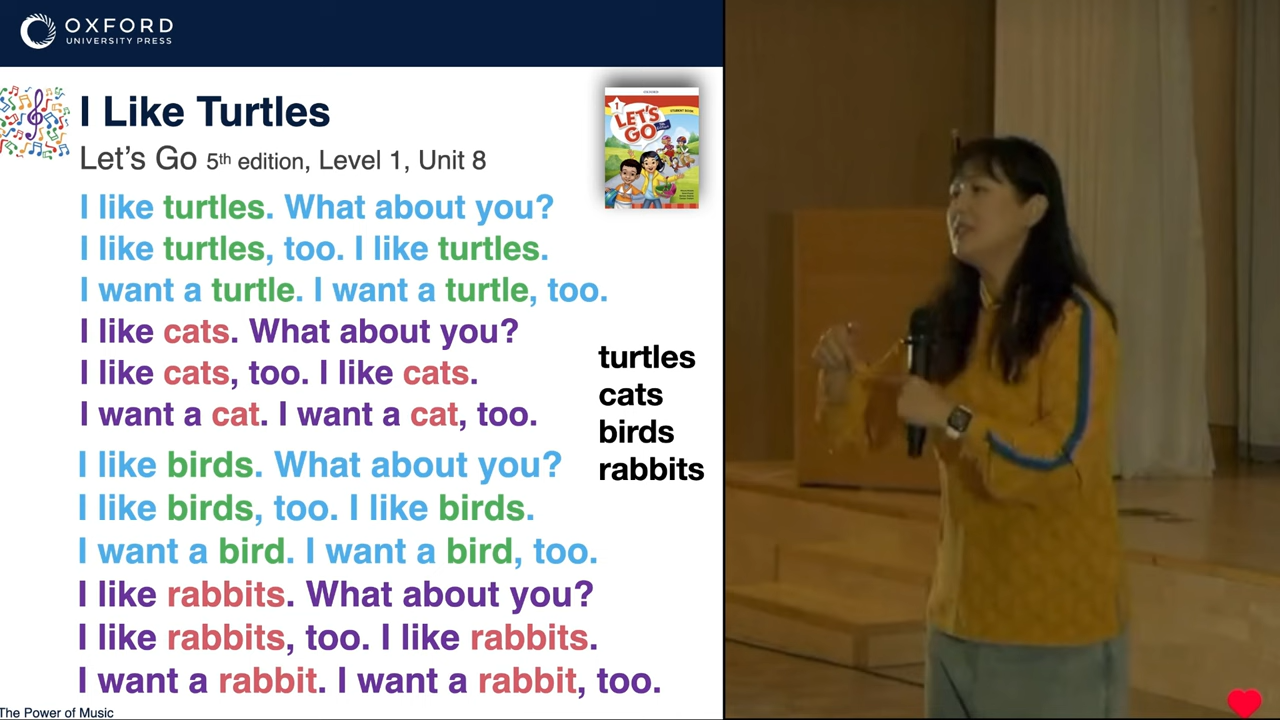 OXFORD
UNIVERSITY PRESS
I Like Turtles
Let's Go 5th edition, Level 1, Unit 8
1
LET'S
GO
I like turtles. What about you?
I like turtles, too. I like turtles.
I want a turtle. I want a turtle, too.
I like cats. What about you?
I like cats, too. I like cats.
I want a cat. I want a cat, too.
I like birds. What about you?
I like birds, too. I like birds.
I want a bird. I want a bird, too.
I like rabbits. What about you?
I like rabbits, too. I like rabbits.
I want a rabbit. I want a rabbit, too.
turtles
cats
birds
rabbits
The Power of Music